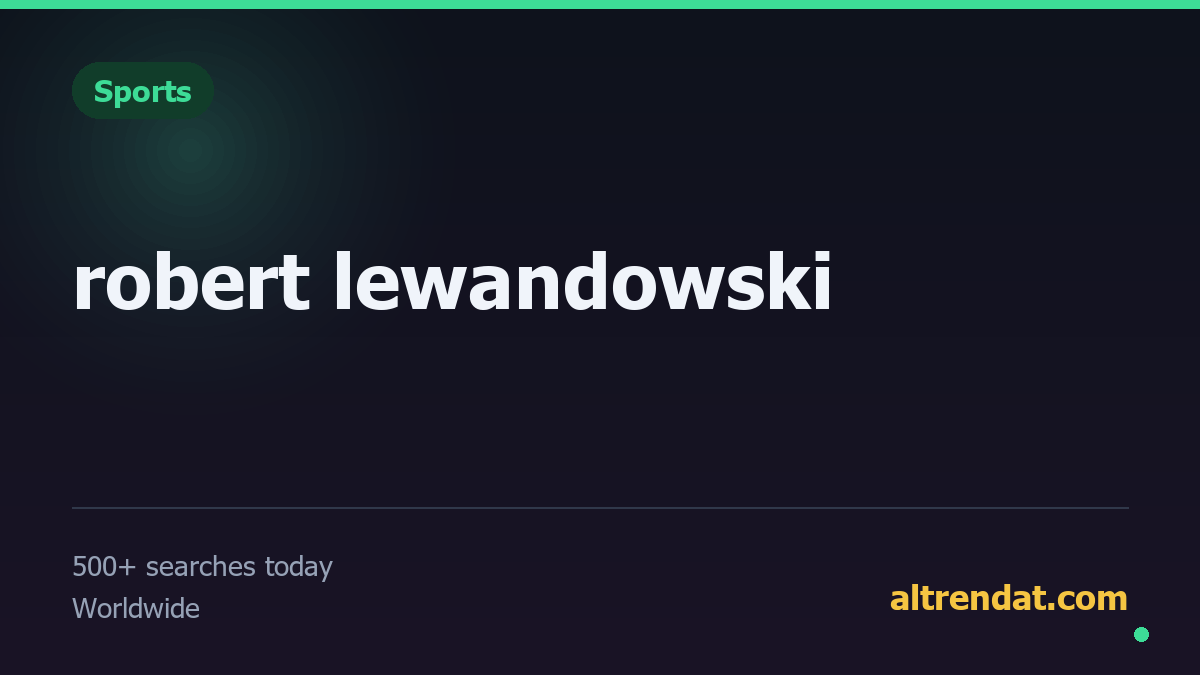 Sports
robert lewandowski
500+ searches today
Worldwide
altrendat.com